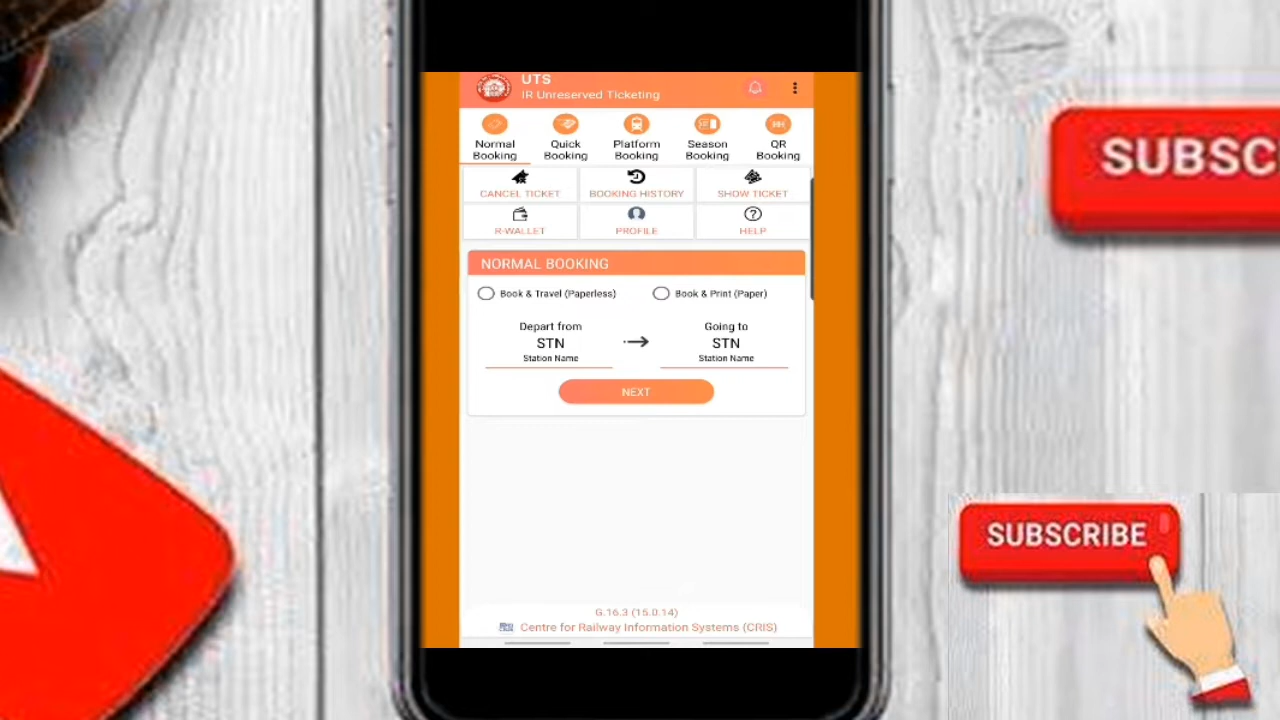 UTS
IR Unreserved Ticketing
Normal Booking
Quick Booking
Platform Booking
Season Booking
QR Booking
CANCEL TICKET
BOOKING HISTORY
SHOW TICKET
R-WALLET
PROFILE
HELP
NORMAL BOOKING
Book & Travel (Paperless)
Book & Print (Paper)
Depart from
STN
Station Name
Going to
STN
Station Name
NEXT
G.16.3 (15.0.14)
Centre for Railway Information Systems (CRIS)
SUBSC
SUBSCRIBE